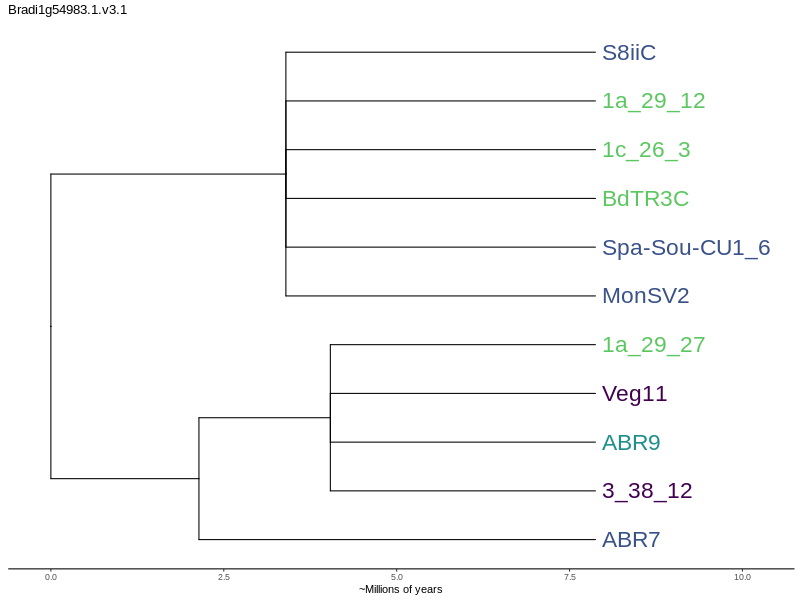 Bradi1g54983.1.v3.1
S8iiC
1a_29_12
1c_26_3
BdTR3C
Spa-Sou-CU1_6
MonSV2
1a_29_27
Veg11
ABR9
3_38_12
ABR7
0.0 2.5 5.0 7.5 10.0
~Millions of years